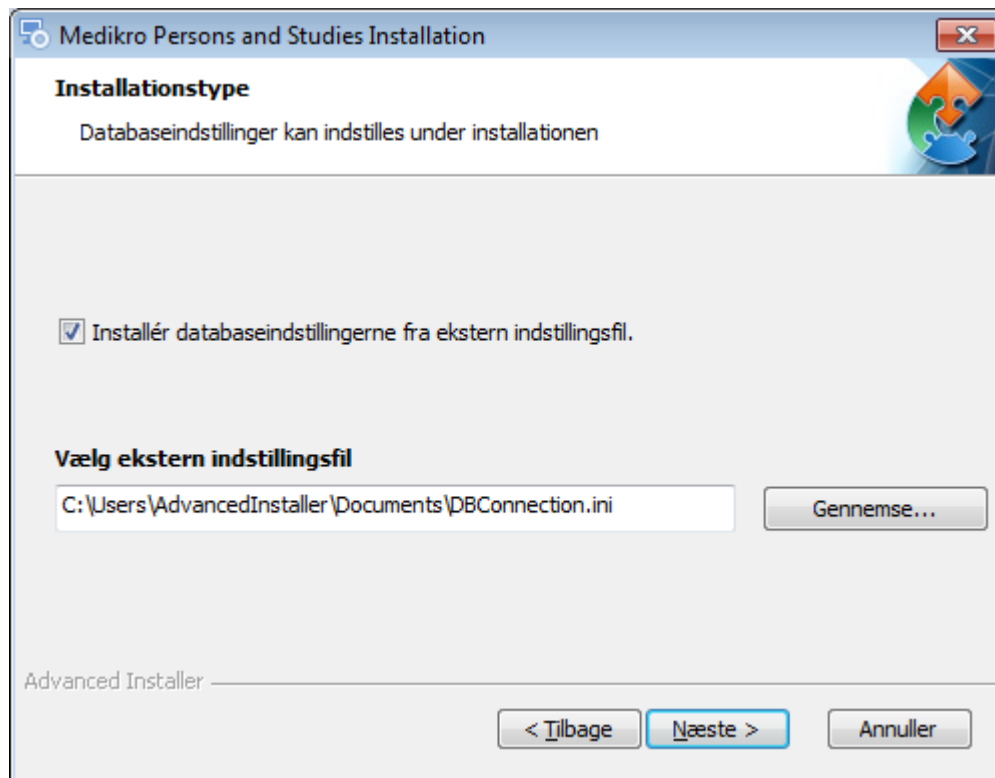 Medikro Persons and Studies Installation
Installationstype
Databaseindstillinger kan indstilles under installationen
Installér databaseindstillingerne fra ekstern indstillingsfil.
Vælg ekstern indstillingsfil
C:\Users\AdvancedInstaller\Documents\DBConnection.ini
Gennemse...
Advanced Installer
< Tilbage
Næste >
Annuller